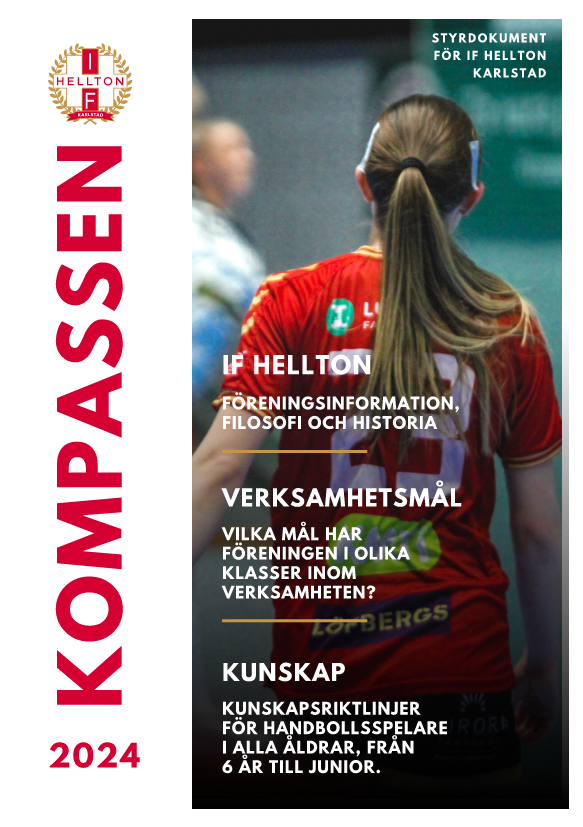 I
HELLTON
F
KARLSTAD
KOMPASSEN
2024
STYRDOKUMENT
FÖR IF HELLTON
KARLSTAD
IF HELLTON
FÖRENINGSINFORMATION,
FILOSOFI OCH HISTORIA
VERKSAMHETSMÅL
VILKA MÅL HAR
FÖRENINGEN I OLIKA
KLASSER INOM
VERKSAMHETEN?
LÖFBERGS
KUNSKAP
KUNSKAPSRIKTLINJER
FÖR HANDBOLLSSPELARE
I ALLA ÅLDRAR, FRÅN
6 ÅR TILL JUNIOR.